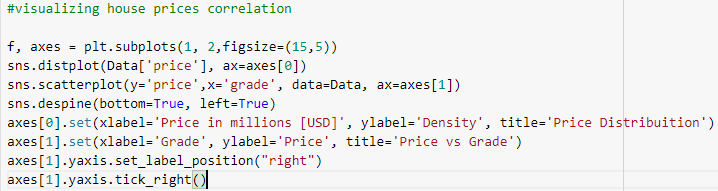 #visualizing house prices correlation
f, axes = plt.subplots(1, 2,figsize=(15,5))
sns.distplot(Data['price'], ax=axes[0])
sns.scatterplot(y='price',x='grade', data=Data, ax=axes[1])
sns.despine(bottom=True, left=True)
axes[0].set(xlabel='Price in millions [USD]', ylabel='Density', title='Price Distribuition')
axes[1].set(xlabel='Grade', ylabel='Price', title='Price vs Grade')
axes[1].yaxis.set_label_position("right")
axes[1].yaxis.tick_right()